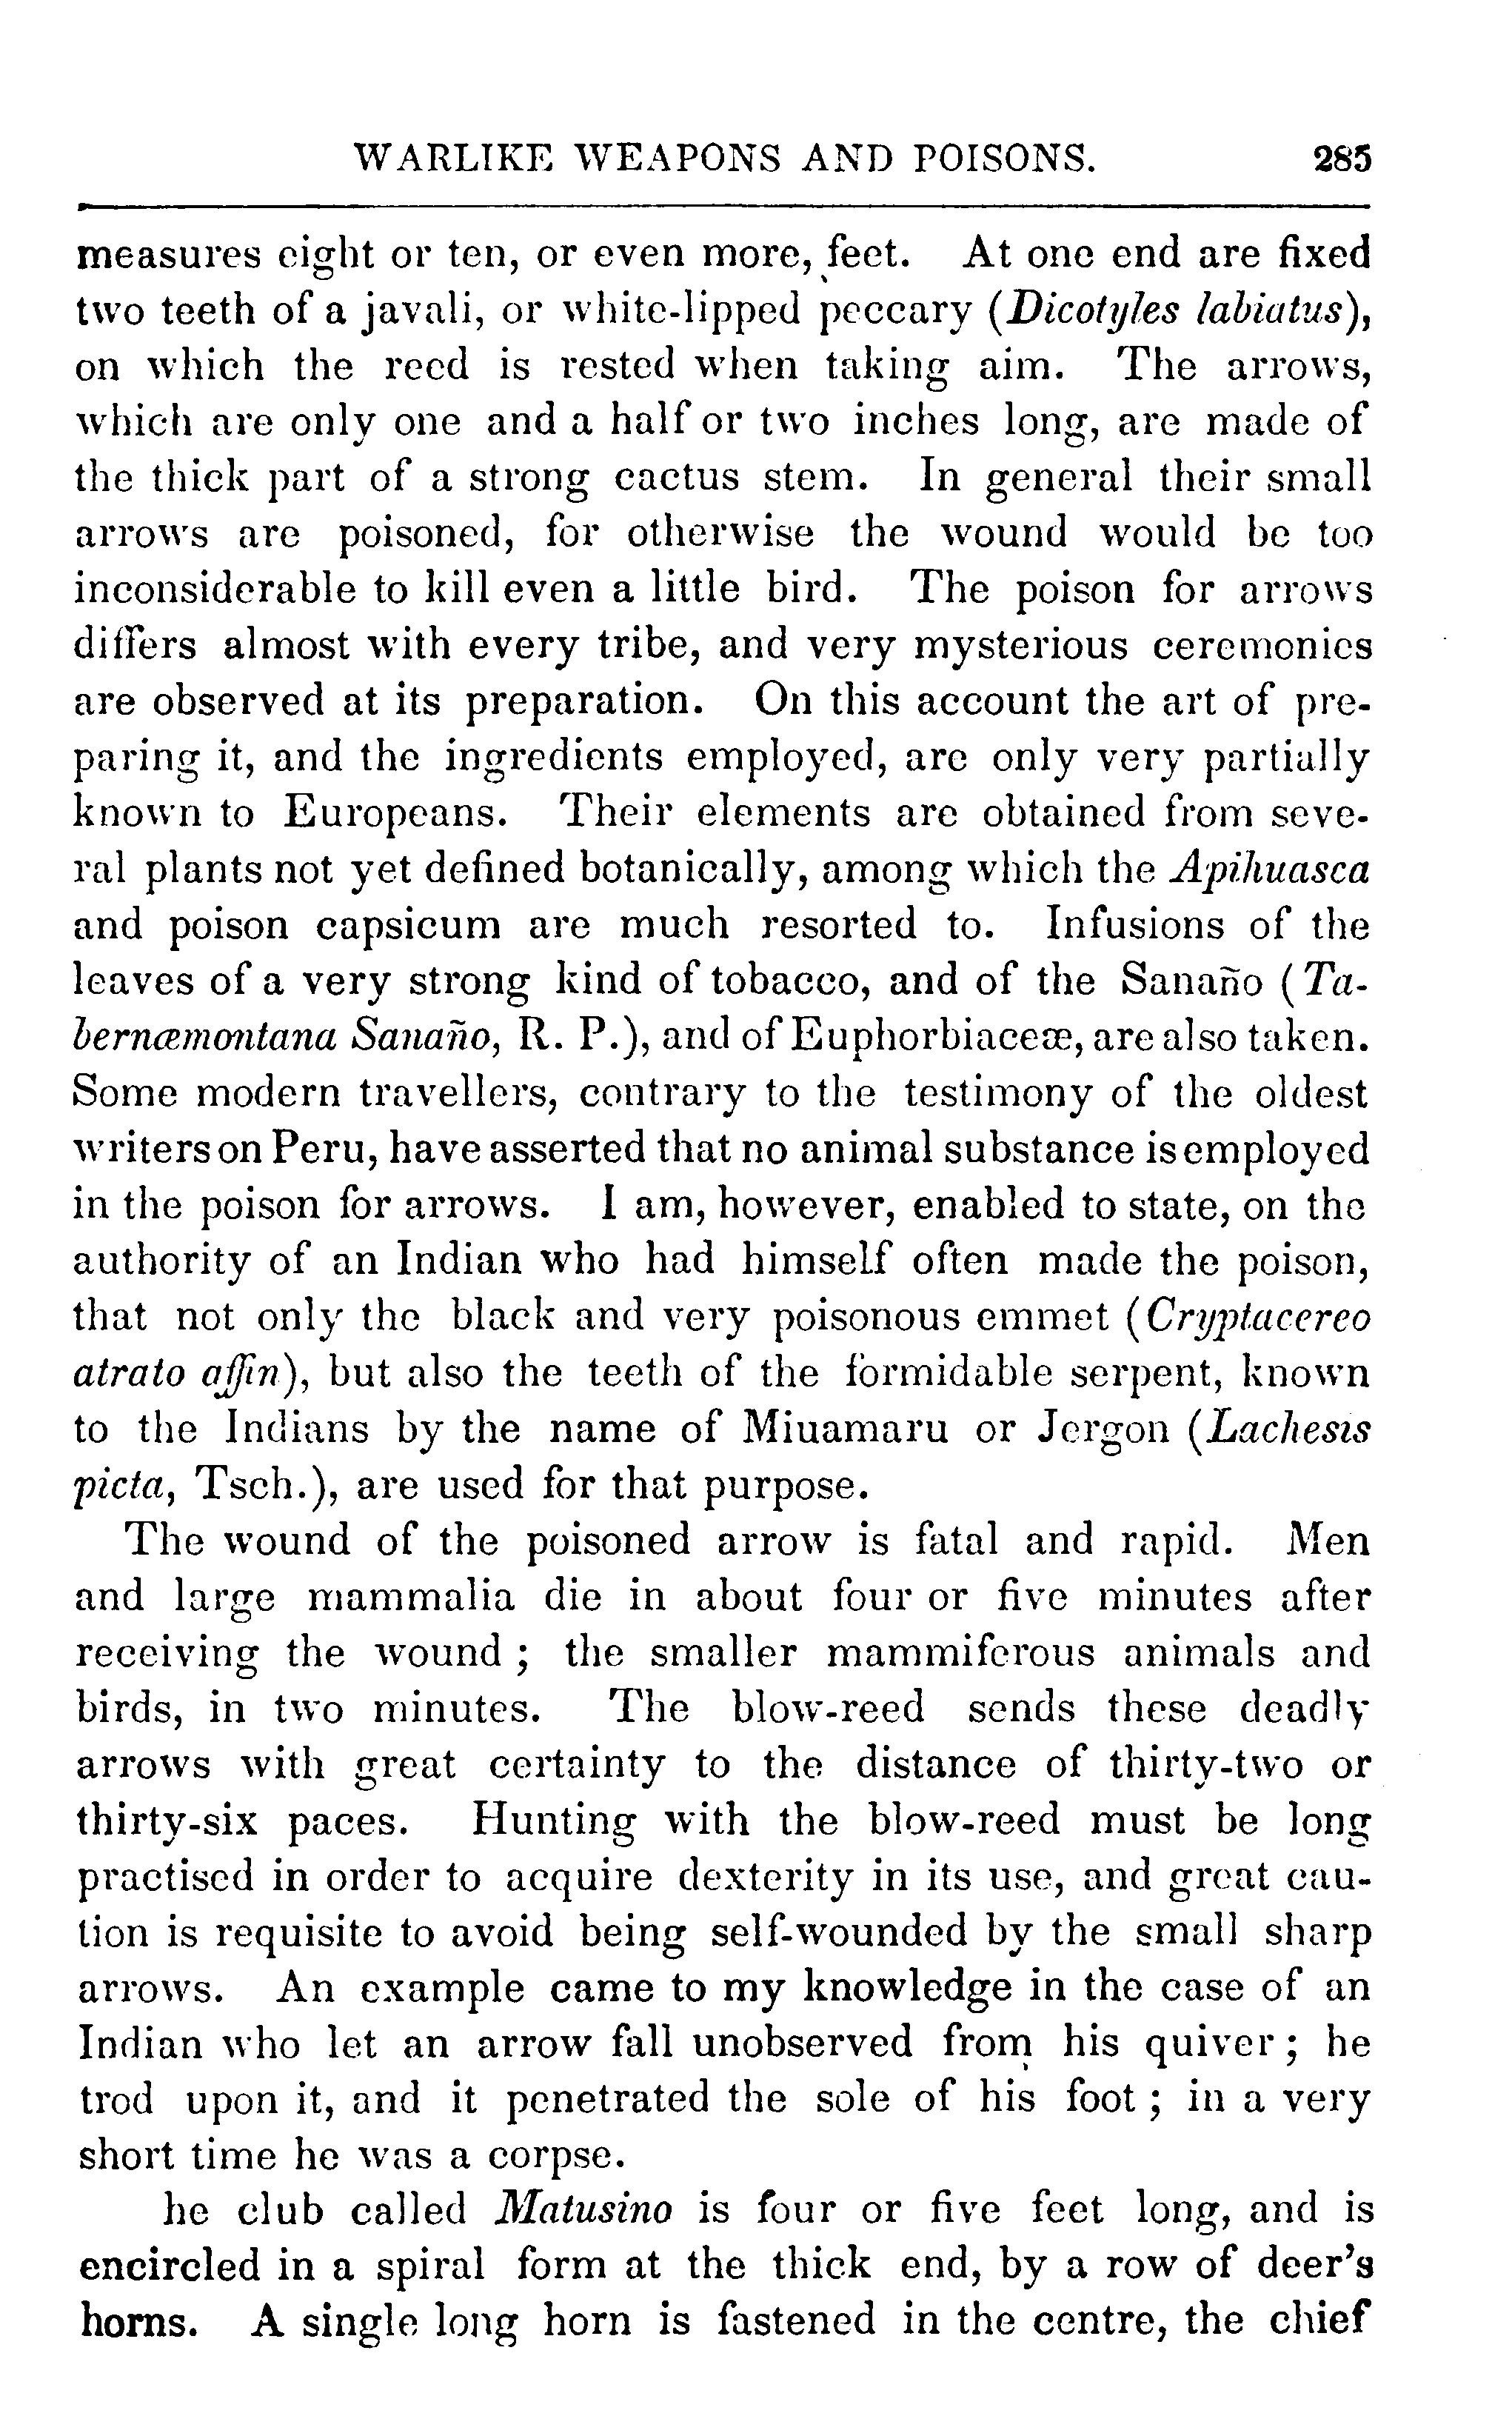 WARLIKE WEAPONS AND POISONS. 285
measures eight or ten, or even more, feet. At one end are fixed
two teeth of a javali, or white-lipped peccary (Dicotyles labiatus),
on which the reed is rested when taking aim. The arrows,
which are only one and a half or two inches long, are made of
the thick part of a strong cactus stem. In general their small
arrows are poisoned, for otherwise the wound would be too
inconsiderable to kill even a little bird. The poison for arrows
differs almost with every tribe, and very mysterious ceremonies
are observed at its preparation. On this account the art of pre-
paring it, and the ingredients employed, are only very partially
known to Europeans. Their elements are obtained from seve-
ral plants not yet defined botanically, among which the Apihuasca
and poison capsicum are much resorted to. Infusions of the
leaves of a very strong kind of tobacco, and of the Sanaño (Ta-
bernæmontana Sanaño, R. P.), and of Euphorbiaceæ, are also taken.
Some modern travellers, contrary to the testimony of the oldest
writers on Peru, have asserted that no animal substance is employed
in the poison for arrows. I am, however, enabled to state, on the
authority of an Indian who had himself often made the poison,
that not only the black and very poisonous emmet (Cryptacereo
atrato affin), but also the teeth of the formidable serpent, known
to the Indians by the name of Miuamaru or Jergon (Lachesis
picta, Tsch.), are used for that purpose.
The wound of the poisoned arrow is fatal and rapid. Men
and large mammalia die in about four or five minutes after
receiving the wound ; the smaller mammiferous animals and
birds, in two minutes. The blow-reed sends these deadly
arrows with great certainty to the distance of thirty-two or
thirty-six paces. Hunting with the blow-reed must be long
practised in order to acquire dexterity in its use, and great cau-
tion is requisite to avoid being self-wounded by the small sharp
arrows. An example came to my knowledge in the case of an
Indian who let an arrow fall unobserved from his quiver ; he
trod upon it, and it penetrated the sole of his foot ; in a very
short time he was a corpse.
he club called Matusino is four or five feet long, and is
encircled in a spiral form at the thick end, by a row of deer's
horns. A single long horn is fastened in the centre, the chief